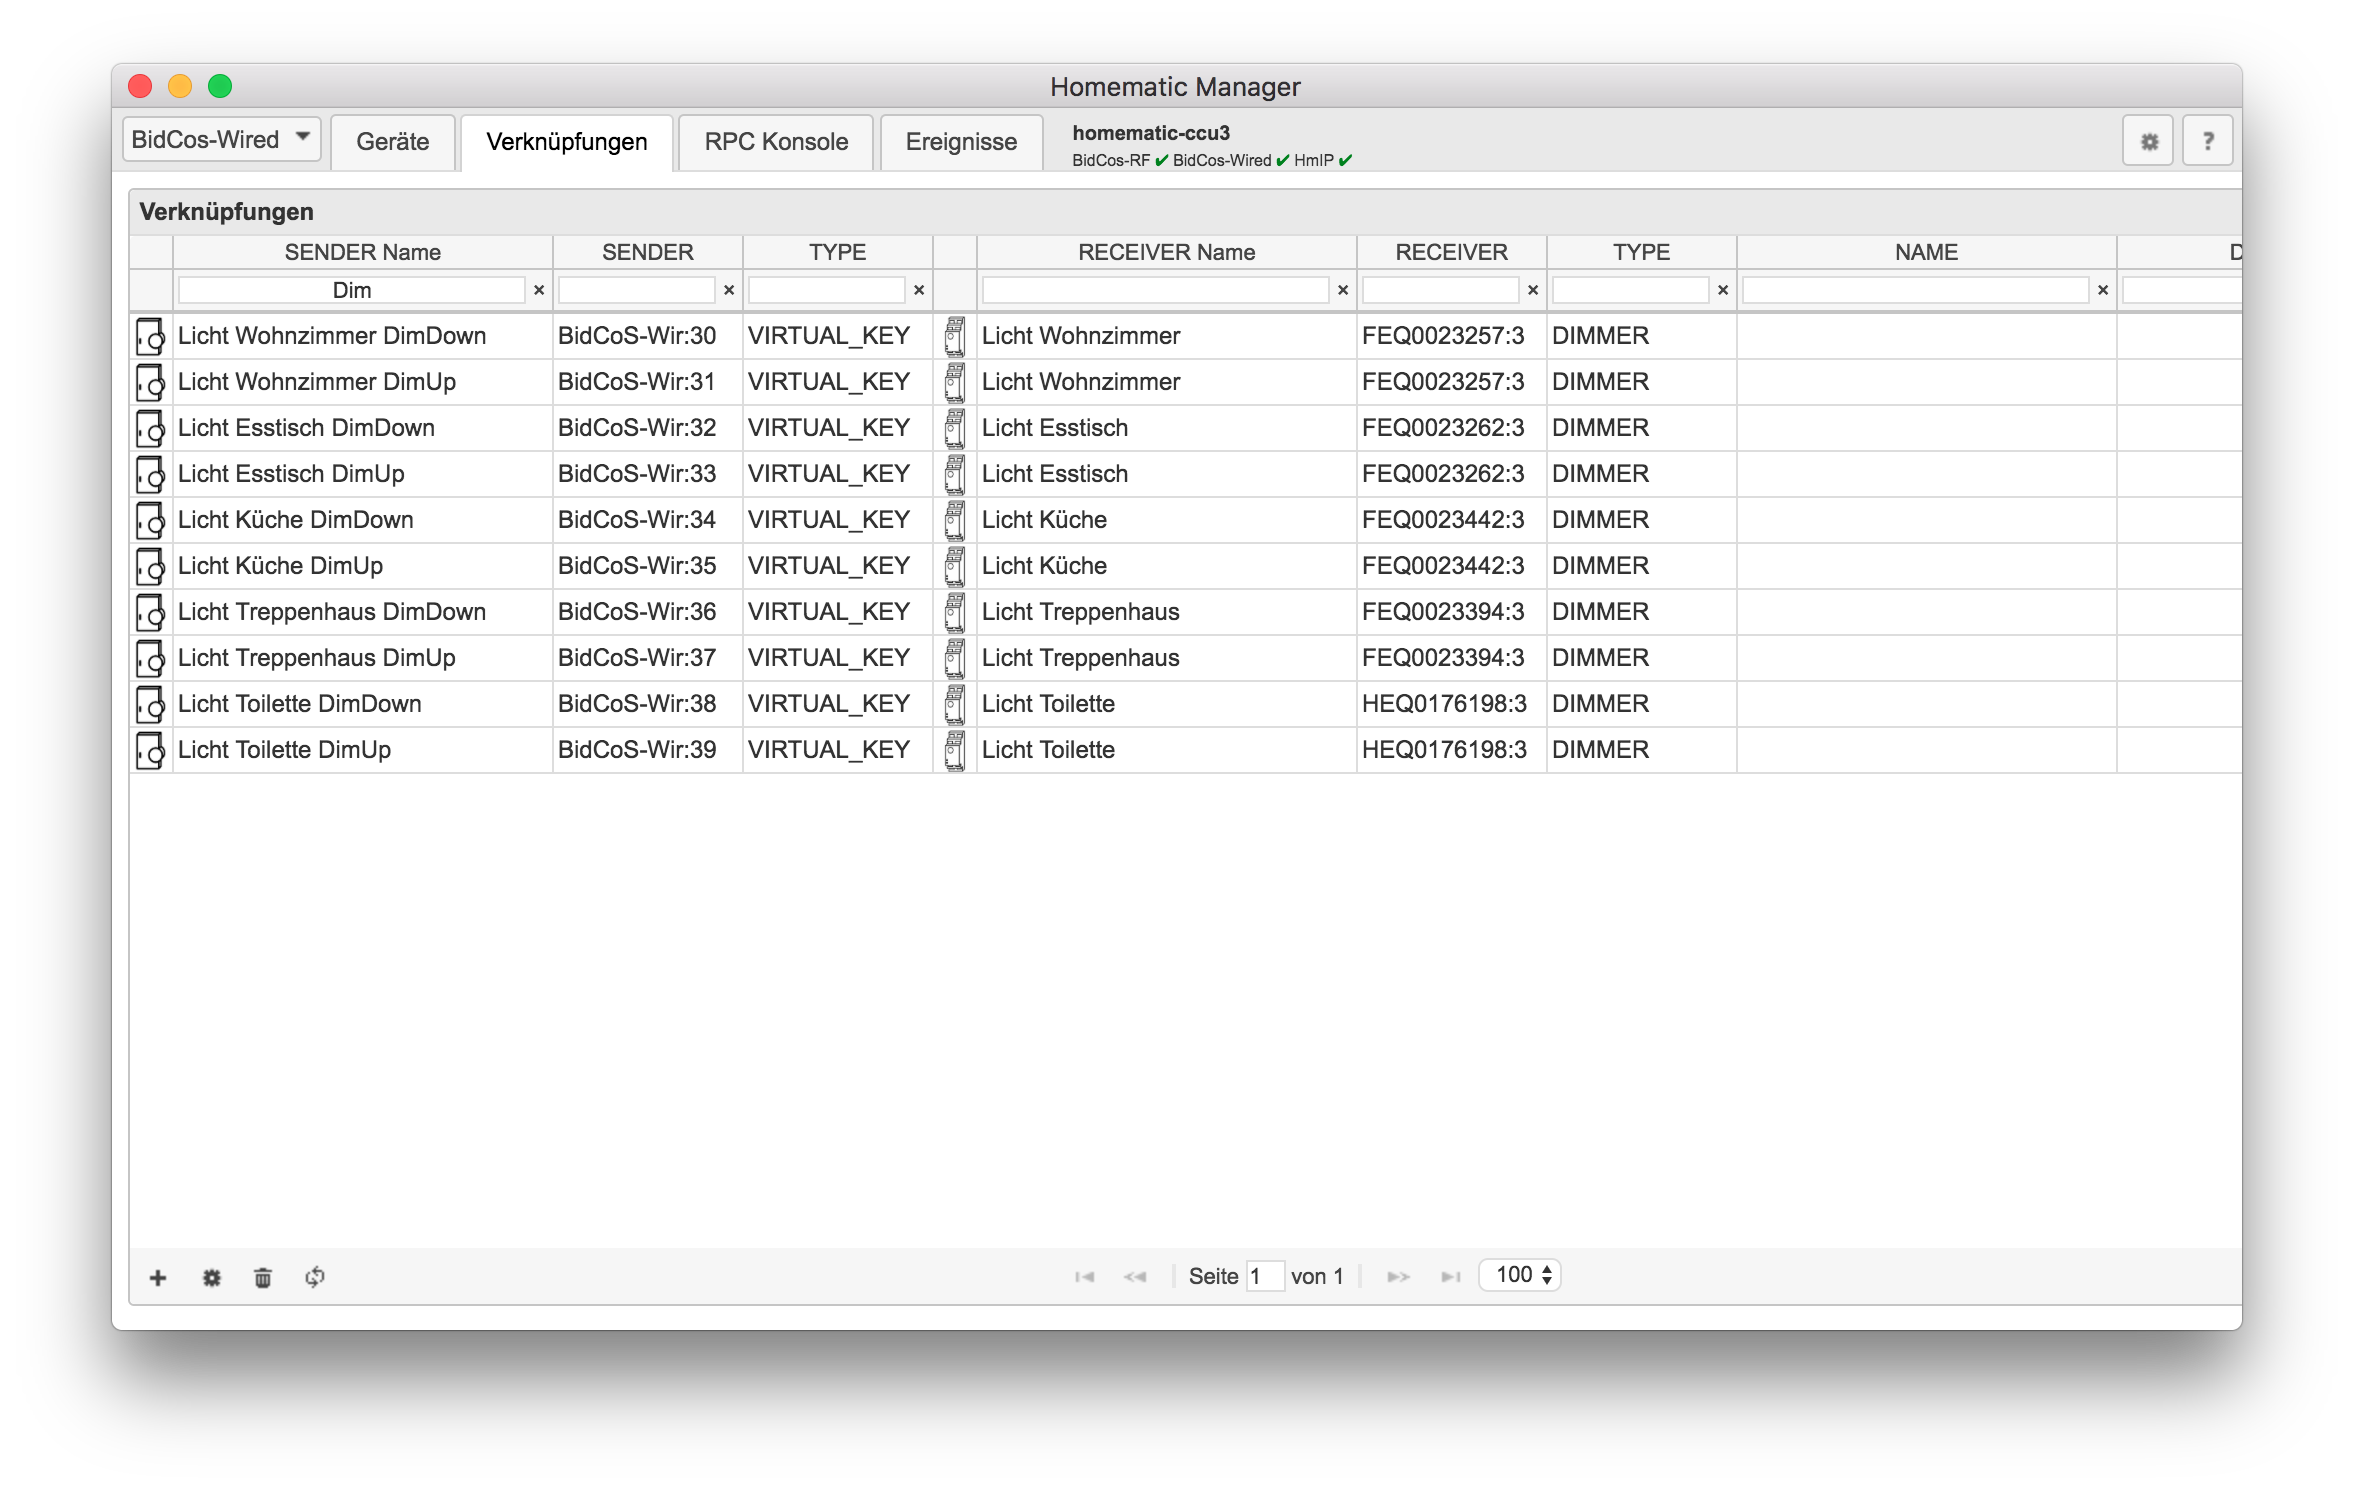 Homematic Manager
BidCos-Wired Geräte Verknüpfungen RPC Konsole Ereignisse homematic-ccu3 ?
BidCos-RF ✔ BidCos-Wired ✔ HmIP ✔
Verknüpfungen
SENDER Name SENDER TYPE RECEIVER Name RECEIVER TYPE NAME D
Dim × × × × × × ×
Licht Wohnzimmer DimDown BidCoS-Wir:30 VIRTUAL_KEY Licht Wohnzimmer FEQ0023257:3 DIMMER
Licht Wohnzimmer DimUp BidCoS-Wir:31 VIRTUAL_KEY Licht Wohnzimmer FEQ0023257:3 DIMMER
Licht Esstisch DimDown BidCoS-Wir:32 VIRTUAL_KEY Licht Esstisch FEQ0023262:3 DIMMER
Licht Esstisch DimUp BidCoS-Wir:33 VIRTUAL_KEY Licht Esstisch FEQ0023262:3 DIMMER
Licht Küche DimDown BidCoS-Wir:34 VIRTUAL_KEY Licht Küche FEQ0023442:3 DIMMER
Licht Küche DimUp BidCoS-Wir:35 VIRTUAL_KEY Licht Küche FEQ0023442:3 DIMMER
Licht Treppenhaus DimDown BidCoS-Wir:36 VIRTUAL_KEY Licht Treppenhaus FEQ0023394:3 DIMMER
Licht Treppenhaus DimUp BidCoS-Wir:37 VIRTUAL_KEY Licht Treppenhaus FEQ0023394:3 DIMMER
Licht Toilette DimDown BidCoS-Wir:38 VIRTUAL_KEY Licht Toilette HEQ0176198:3 DIMMER
Licht Toilette DimUp BidCoS-Wir:39 VIRTUAL_KEY Licht Toilette HEQ0176198:3 DIMMER
Seite 1 von 1 100